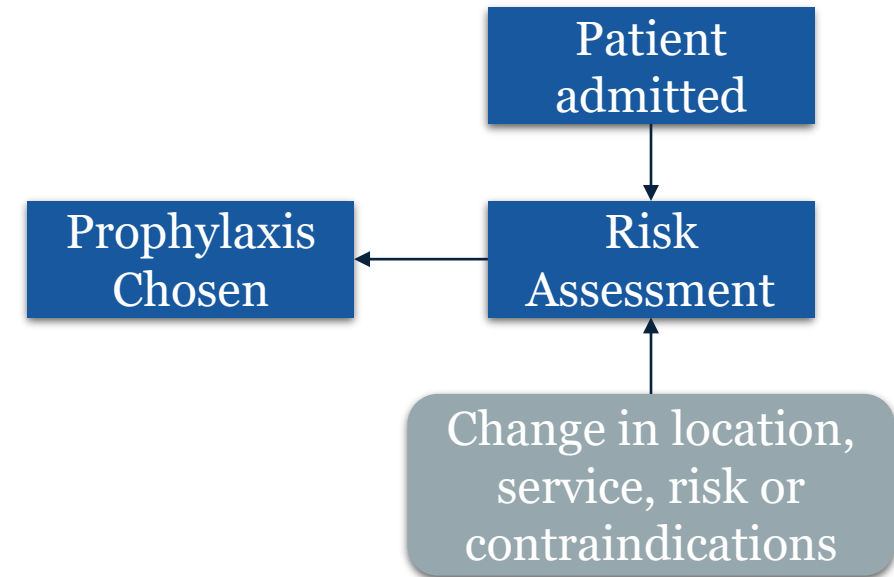 Patient
admitted
Prophylaxis
Chosen
Risk
Assessment
Change in location,
service, risk or
contraindications